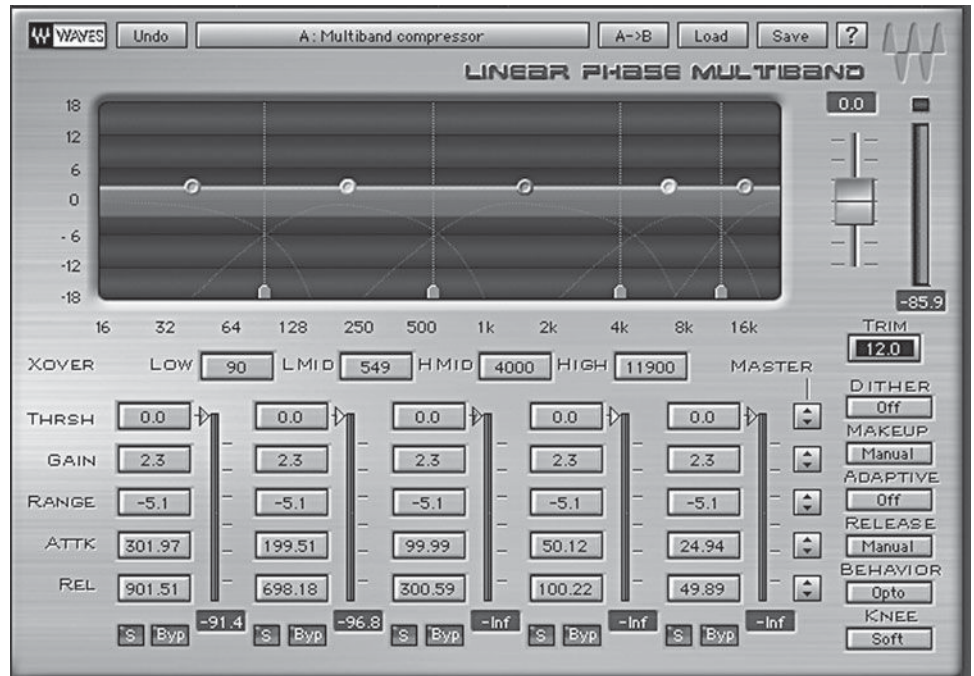 WAVES Undo A: Multiband compressor A->B Load Save ?
LINEAR PHASE MULTIBAND
0.0
18
12
6
0
-6
-12
-18
-85.9
16 32 64 128 250 500 1k 2k 4k 8k 16k
TRIM
12.0
XOVER LOW 90 LMID 549 HMID 4000 HIGH 11900 MASTER
DITHER
Off
THRSH 0.0 0.0 0.0 0.0 0.0
MAKEUP
Manual
GAIN 2.3 2.3 2.3 2.3 2.3
ADAPTIVE
Off
RANGE -5.1 -5.1 -5.1 -5.1 -5.1
RELEASE
Manual
ATTK 301.97 199.51 99.99 50.12 24.94
BEHAVIOR
Opto
REL 901.51 698.18 300.59 100.22 49.89
KNEE
Soft
-91.4 -96.8 -Inf -Inf -Inf
S Byp S Byp S Byp S Byp S Byp